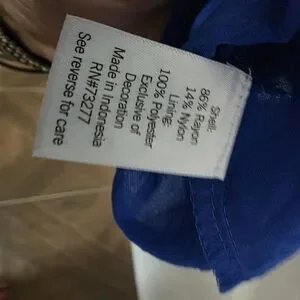 Shell:
86% Rayon
14% Nylon
Lining:
100% Polyester
Exclusive of
Decoration
Made in Indonesia
RN#73277
See reverse for care